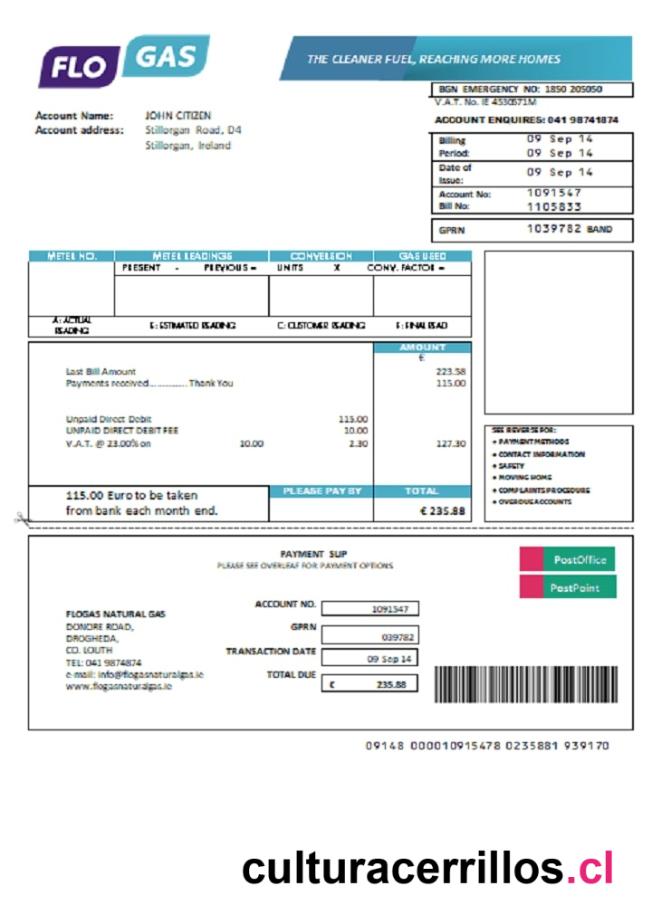 FLO GAS
THE CLEANER FUEL, REACHING MORE HOMES
BGN EMERGENCY NO: 1850 205050
V.A.T. No. IE 4530571M
ACCOUNT ENQUIRES: 041 98741874
Account Name: JOHN CITIZEN
Account address: Stillorgan Road, D4
Stillorgan, Ireland
Billing 09 Sep 14
Period: 09 Sep 14
Date of
Issue: 09 Sep 14
Account No: 1091547
Bill No: 1105833
GPRN 1039782 BAND
METER NO. METER READINGS CONVERSION GAS USED
PRESENT - PREVIOUS = UNITS X CONV. FACTOR =
A: ACTUAL
READING E: ESTIMATED READING C: CUSTOMER READING F: FINAL READ
AMOUNT
€
Last Bill Amount 223.58
Payments received.............. Thank You 115.00
Unpaid Direct Debit 115.00
UNPAID DIRECT DEBIT FEE 10.00
V.A.T. @ 23.00% on 10.00 2.30 127.30
SEE REVERSE FOR:
• PAYMENT METHODS
• CONTACT INFORMATION
• SAFETY
• MOVING HOME
• COMPLAINTS PROCEDURE
• OVERDUE ACCOUNTS
115.00 Euro to be taken
from bank each month end.
PLEASE PAY BY TOTAL
€ 235.88
PAYMENT SLIP
PLEASE SEE OVERLEAF FOR PAYMENT OPTIONS
PostOffice
PostPoint
FLOGAS NATURAL GAS
DONORE ROAD,
DROGHEDA,
CO. LOUTH
TEL: 041 9874874
e-mail: info@flogasnaturalgas.ie
www.flogasnaturalgas.ie
ACCOUNT NO. 1091547
GPRN 039782
TRANSACTION DATE 09 Sep 14
TOTAL DUE € 235.88
09148 000010915478 0235881 939170
culturacerrillos.cl